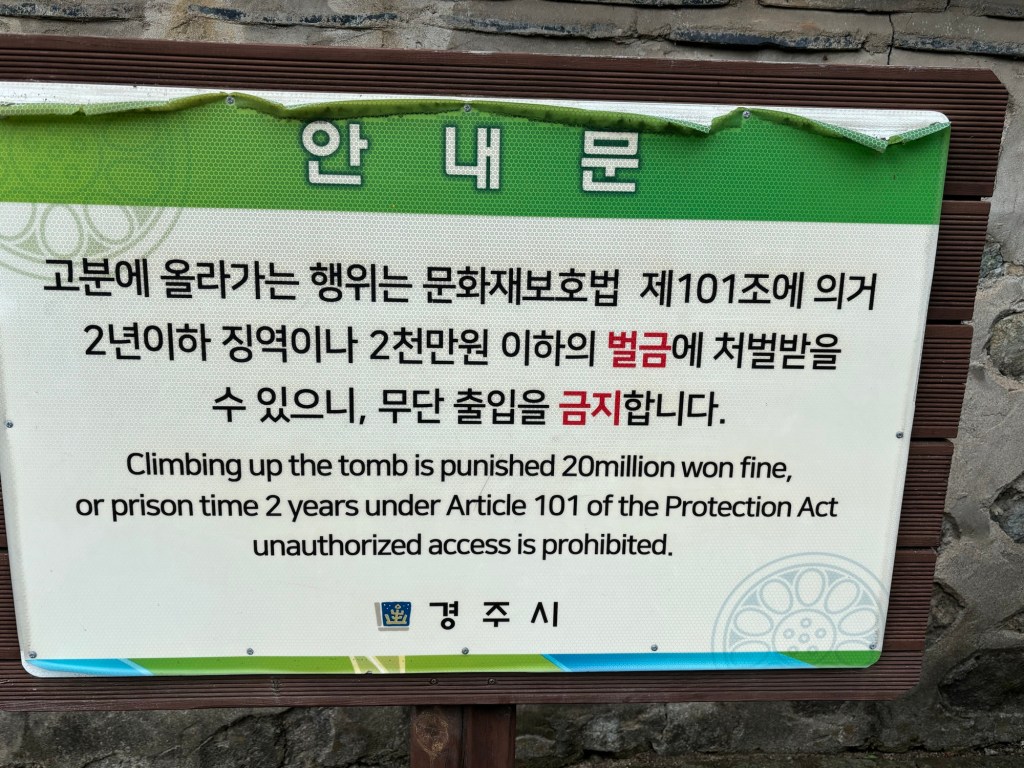 안 내 문
고분에 올라가는 행위는 문화재보호법 제101조에 의거
2년이하 징역이나 2천만원 이하의 벌금에 처벌받을
수 있으니, 무단 출입을 금지합니다.
Climbing up the tomb is punished 20million won fine,
or prison time 2 years under Article 101 of the Protection Act
unauthorized access is prohibited.
경 주 시